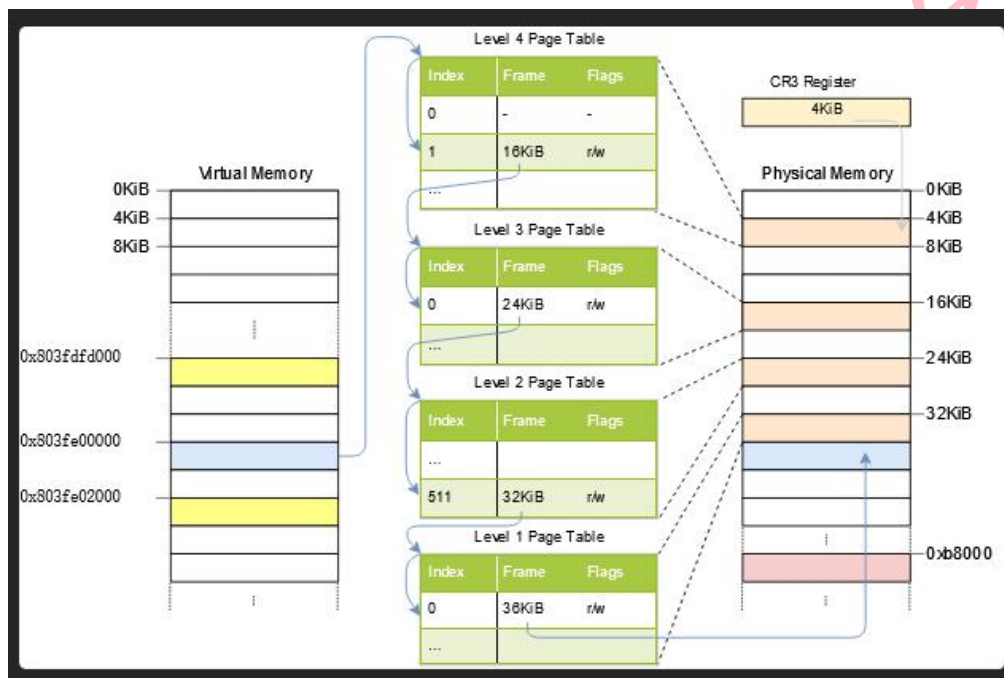 Level 4 Page Table
Index Frame Flags
0 - -
1 16KiB r/w
...
CR3 Register
4KiB
Virtual Memory
0KiB
4KiB
8KiB
0x803fdfd000
0x803fe00000
0x803fe02000
Level 3 Page Table
Index Frame Flags
0 24KiB r/w
...
Level 2 Page Table
Index Frame Flags
...
511 32KiB r/w
Level 1 Page Table
Index Frame Flags
0 36KiB r/w
...
Physical Memory
0KiB
4KiB
8KiB
16KiB
24KiB
32KiB
0xb8000